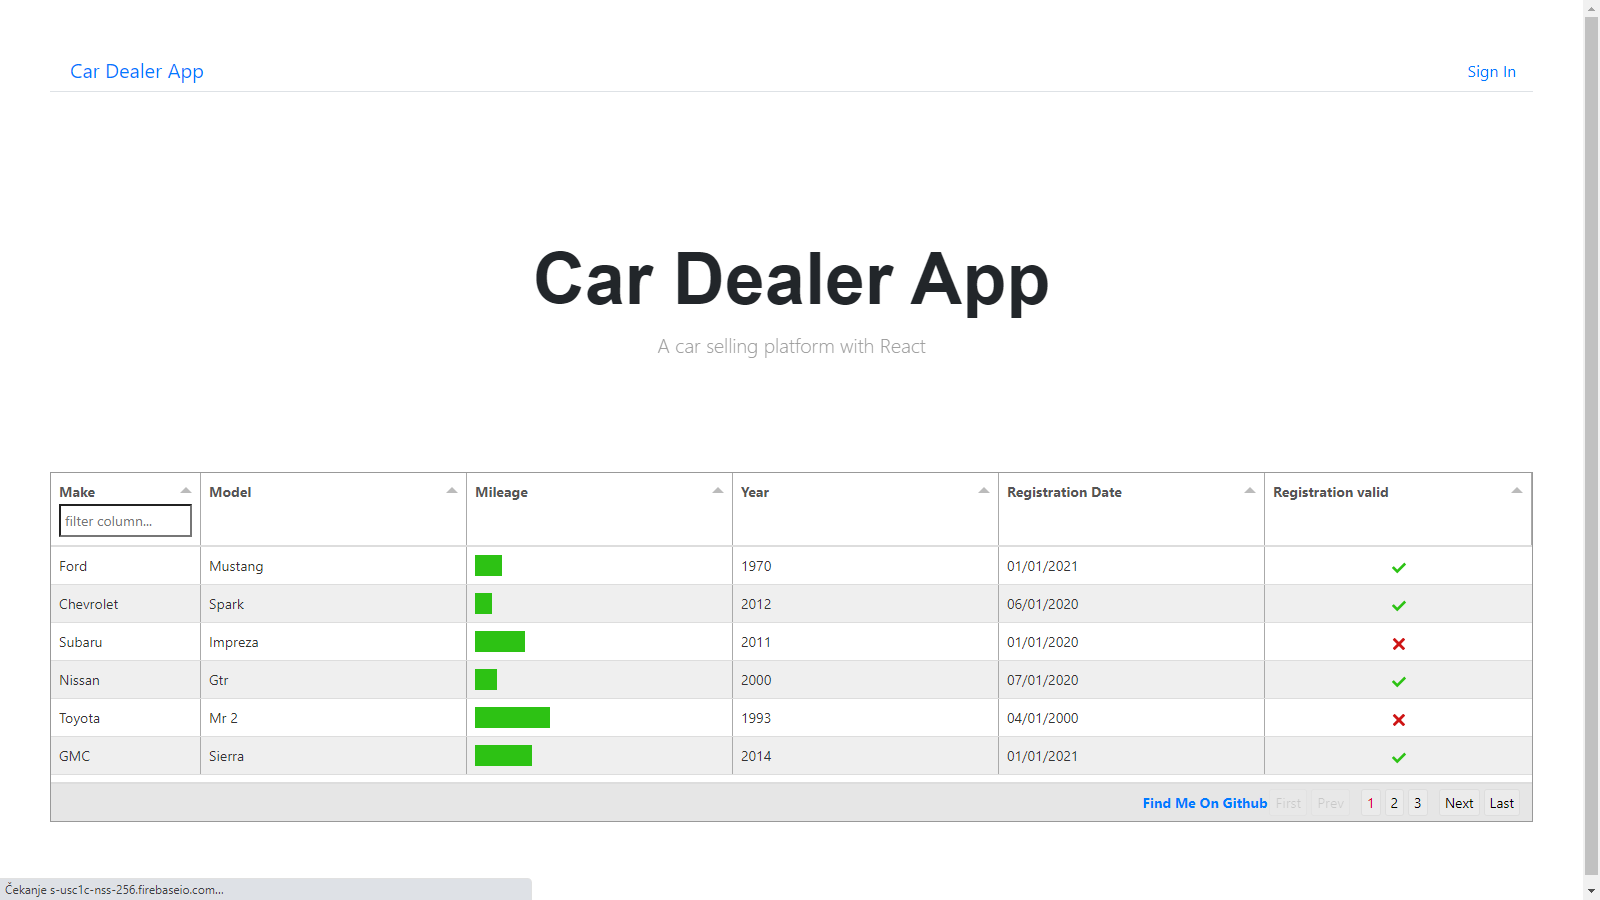 Car Dealer App Sign In
Car Dealer App
A car selling platform with React
Make Model Mileage Year Registration Date Registration valid
filter column...
Ford Mustang 1970 01/01/2021
Chevrolet Spark 2012 06/01/2020
Subaru Impreza 2011 01/01/2020
Nissan Gtr 2000 07/01/2020
Toyota Mr 2 1993 04/01/2000
GMC Sierra 2014 01/01/2021
Find Me On Github First Prev 1 2 3 Next Last
Čekanje s-usc1c-nss-256.firebaseio.com...